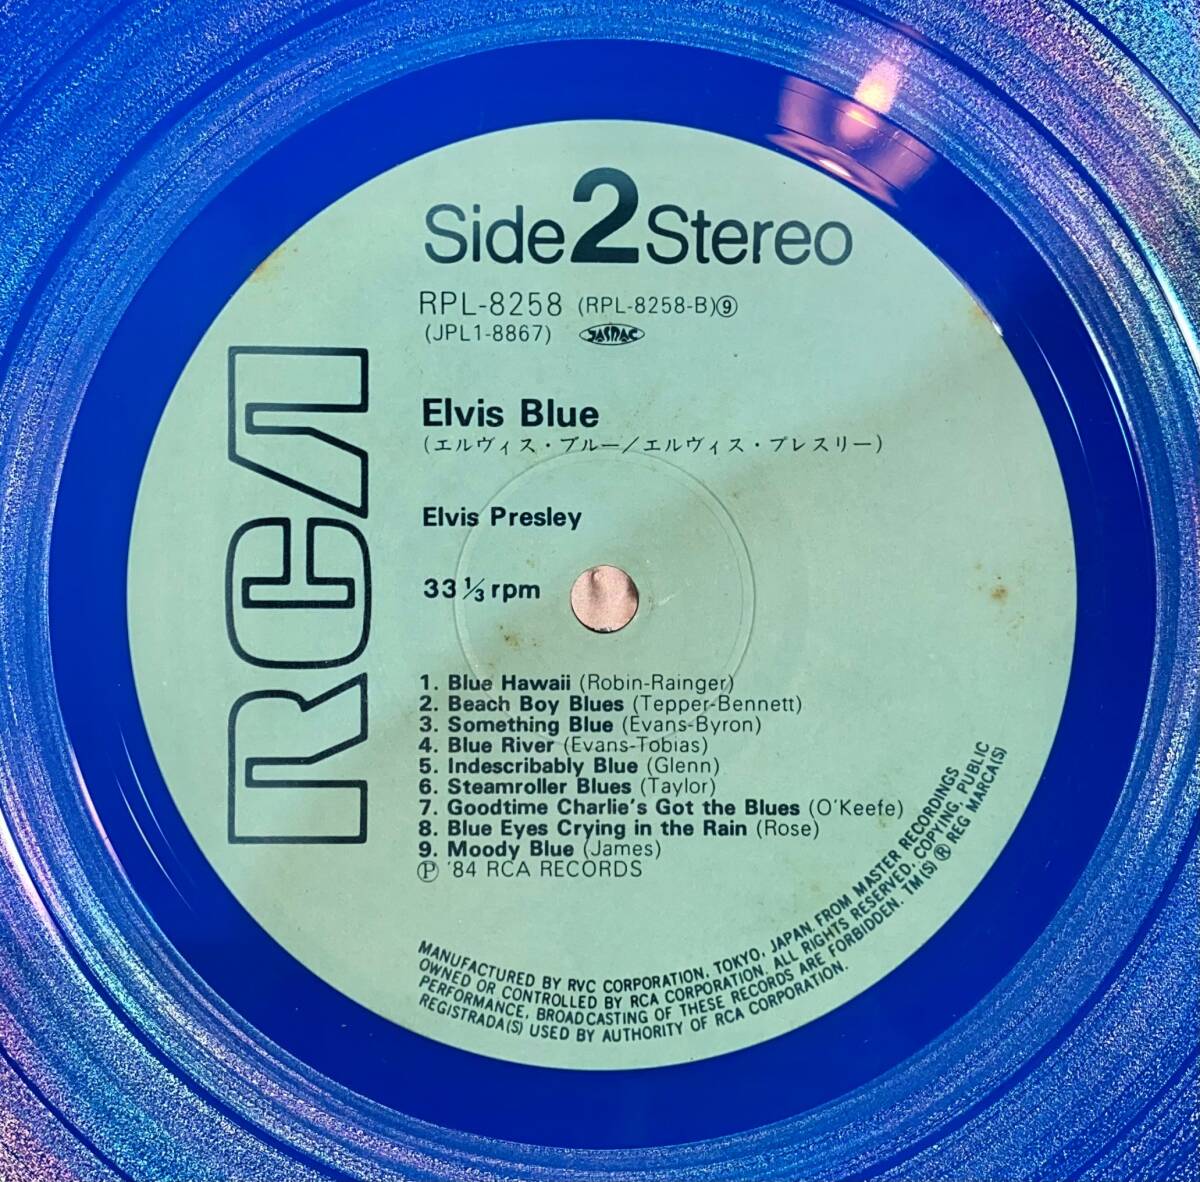 Side 2 Stereo
RPL-8258 (RPL-8258-B)⑨
(JPL1-8867) JASRAC
Elvis Blue
(エルヴィス・ブルー/エルヴィス・プレスリー)
Elvis Presley
33 1/3 rpm
RCA
1. Blue Hawaii (Robin-Rainger)
2. Beach Boy Blues (Tepper-Bennett)
3. Something Blue (Evans-Byron)
4. Blue River (Evans-Tobias)
5. Indescribably Blue (Glenn)
6. Steamroller Blues (Taylor)
7. Goodtime Charlie's Got the Blues (O'Keefe)
8. Blue Eyes Crying in the Rain (Rose)
9. Moody Blue (James)
Ⓟ '84 RCA RECORDS
MANUFACTURED BY RVC CORPORATION, TOKYO, JAPAN, FROM MASTER RECORDINGS
OWNED OR CONTROLLED BY RCA CORPORATION. ALL RIGHTS RESERVED; COPYING, PUBLIC
PERFORMANCE, BROADCASTING OF THESE RECORDS ARE FORBIDDEN. TM(S) ® REG MARCA(S)
REGISTRADA(S) USED BY AUTHORITY OF RCA CORPORATION.